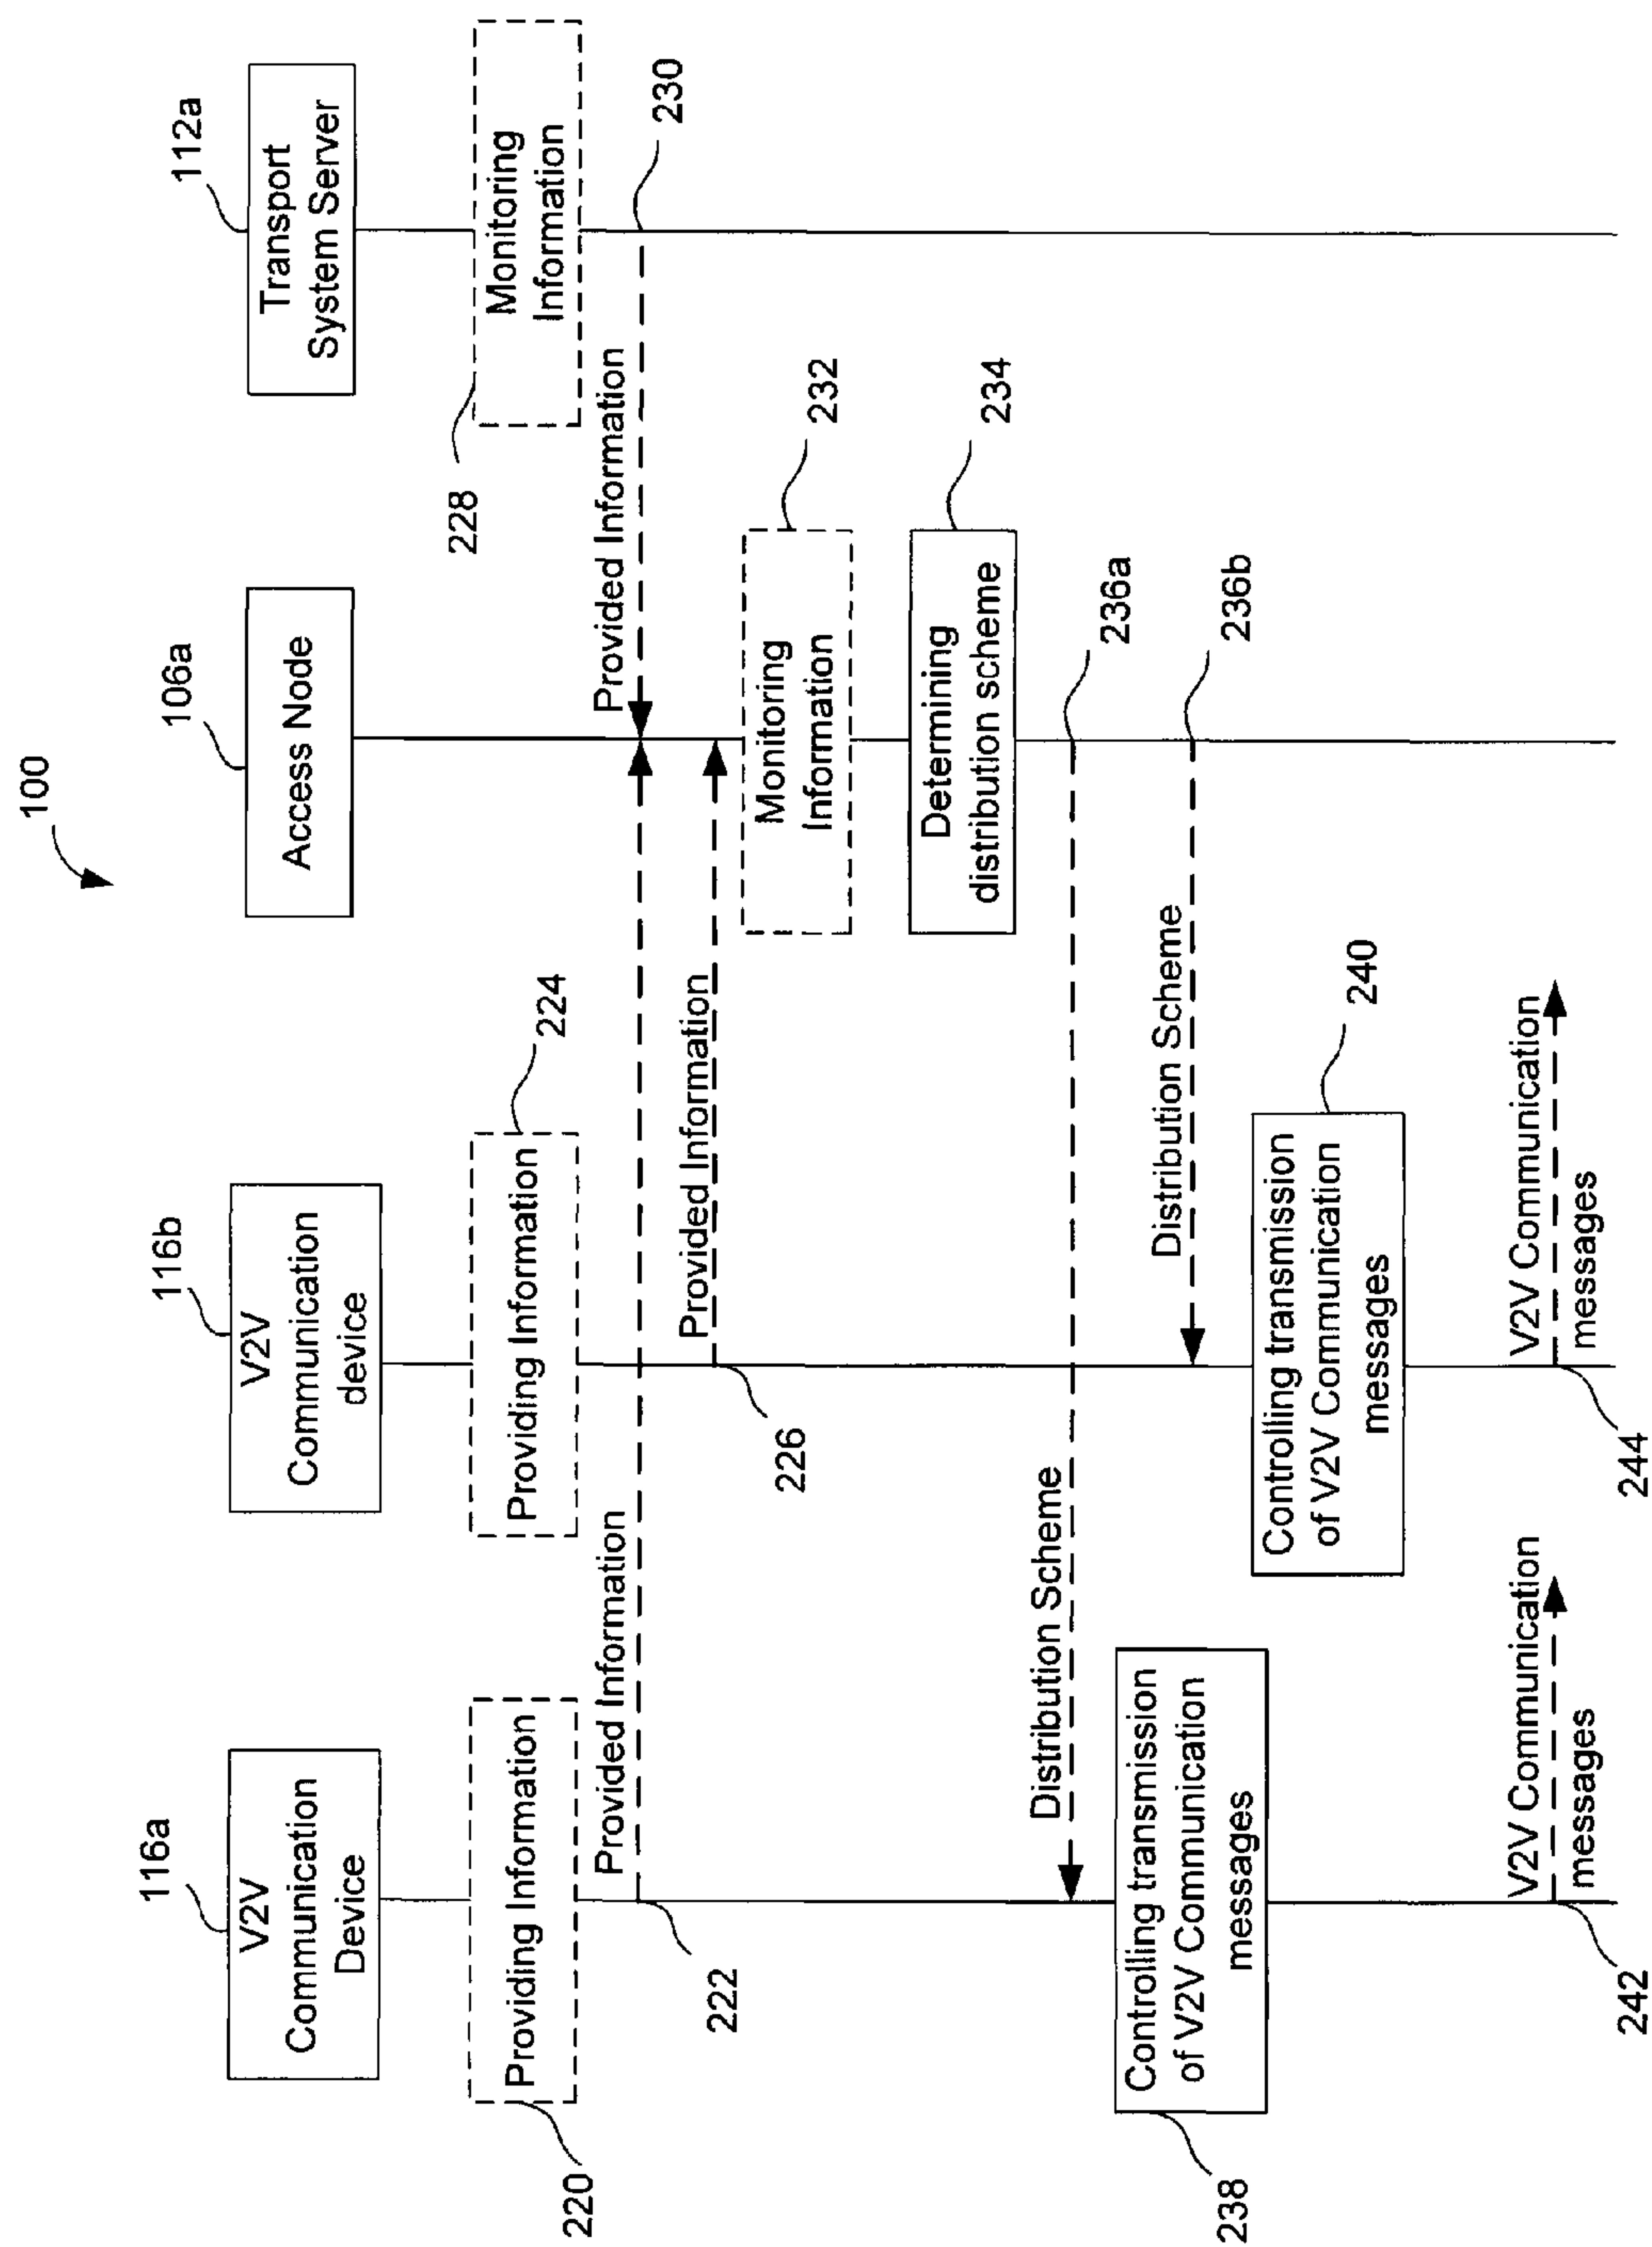 100
116a
116b
106a
112a
V2V
Communication
Device
V2V
Communication
device
Access Node
Transport
System Server
220
Providing Information
Providing Information
224
228
Monitoring
Information
Provided Information
222
Provided Information
230
Provided Information
226
Monitoring
Information
232
Determining
distribution scheme
234
Distribution Scheme
236a
Distribution Scheme
236b
238
Controlling transmission
of V2V Communication
messages
Controlling transmission
of V2V Communication
messages
240
V2V Communication
messages
242
V2V Communication
messages
244